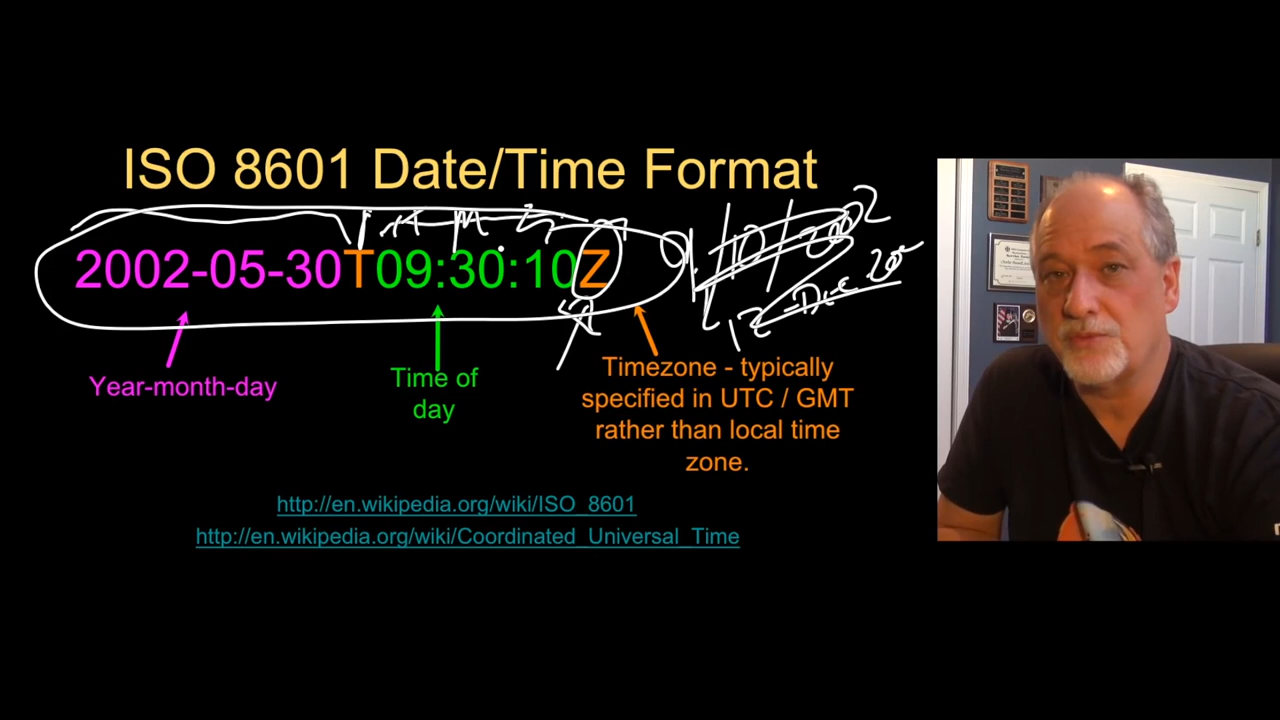 ISO 8601 Date/Time Format
2002-05-30T09:30:10Z
Year-month-day
Time of
day
Timezone - typically
specified in UTC / GMT
rather than local time
zone.
http://en.wikipedia.org/wiki/ISO_8601
http://en.wikipedia.org/wiki/Coordinated_Universal_Time